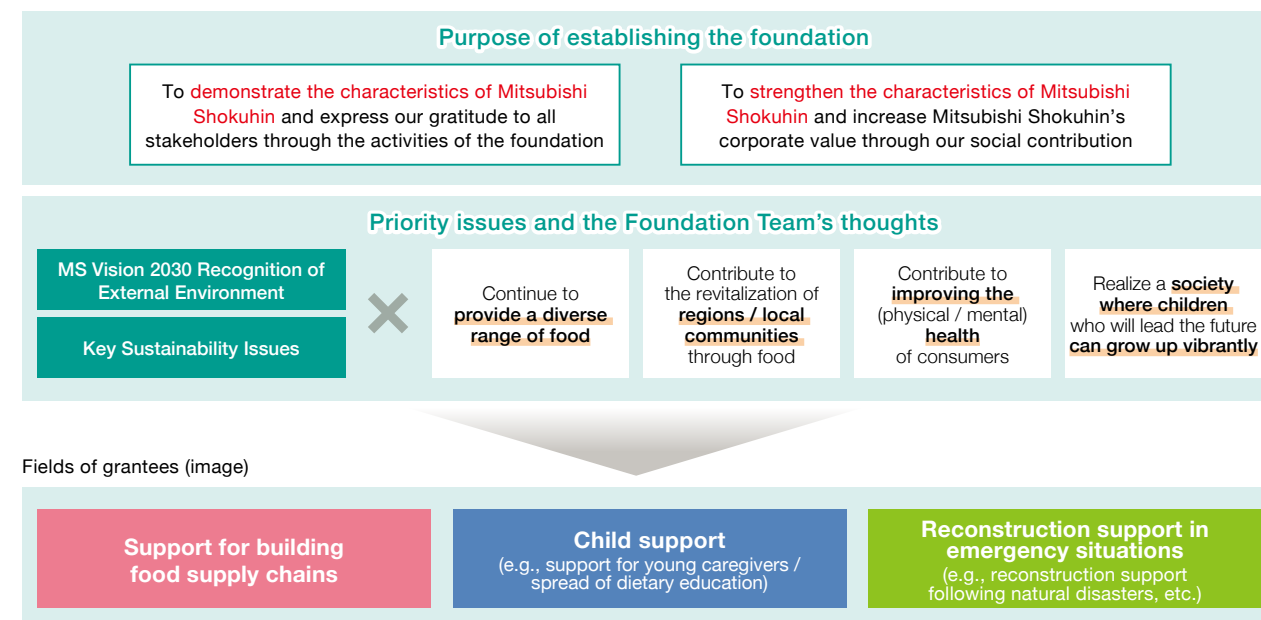 Purpose of establishing the foundation
To demonstrate the characteristics of Mitsubishi
Shokuhin and express our gratitude to all
stakeholders through the activities of the foundation
To strengthen the characteristics of Mitsubishi
Shokuhin and increase Mitsubishi Shokuhin's
corporate value through our social contribution
Priority issues and the Foundation Team's thoughts
MS Vision 2030 Recognition of
External Environment
Key Sustainability Issues
Continue to
provide a diverse
range of food
Contribute to
the revitalization of
regions / local
communities
through food
Contribute to
improving the
(physical / mental)
health
of consumers
Realize a society
where children
who will lead the future
can grow up vibrantly
Fields of grantees (image)
Support for building
food supply chains
Child support
(e.g., support for young caregivers /
spread of dietary education)
Reconstruction support in
emergency situations
(e.g., reconstruction support
following natural disasters, etc.)